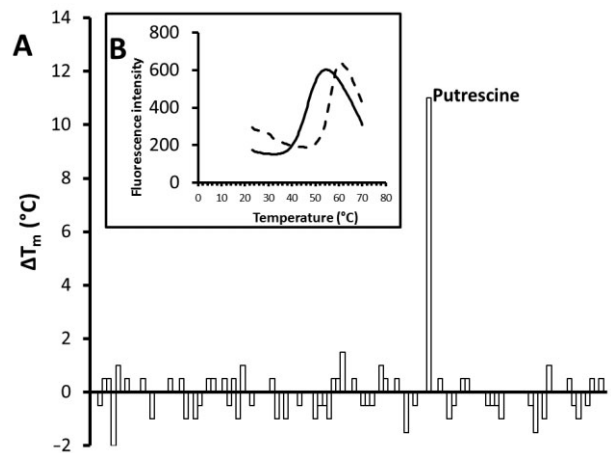 A
14
12
10
8
6
4
2
0
−2
ΔTm (°C)
B
800
600
400
200
0
Fluorescence intensity
0 10 20 30 40 50 60 70 80
Temperature (°C)
Putrescine